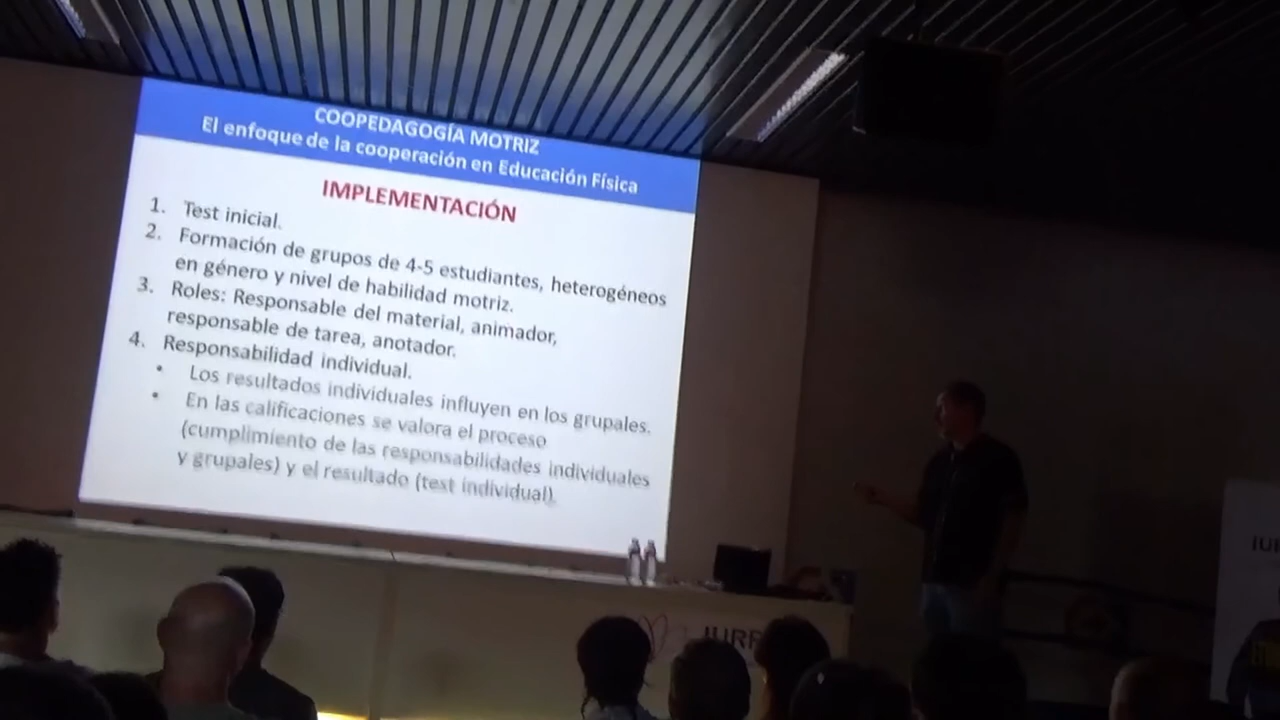 COOPEDAGOGÍA MOTRIZ
El enfoque de la cooperación en Educación Física
IMPLEMENTACIÓN
1. Test inicial.
2. Formación de grupos de 4-5 estudiantes, heterogéneos
en género y nivel de habilidad motriz.
3. Roles: Responsable del material, animador,
responsable de tarea, anotador.
4. Responsabilidad individual.
• Los resultados individuales influyen en los grupales.
• En las calificaciones se valora el proceso
(cumplimiento de las responsabilidades individuales
y grupales) y el resultado (test individual).